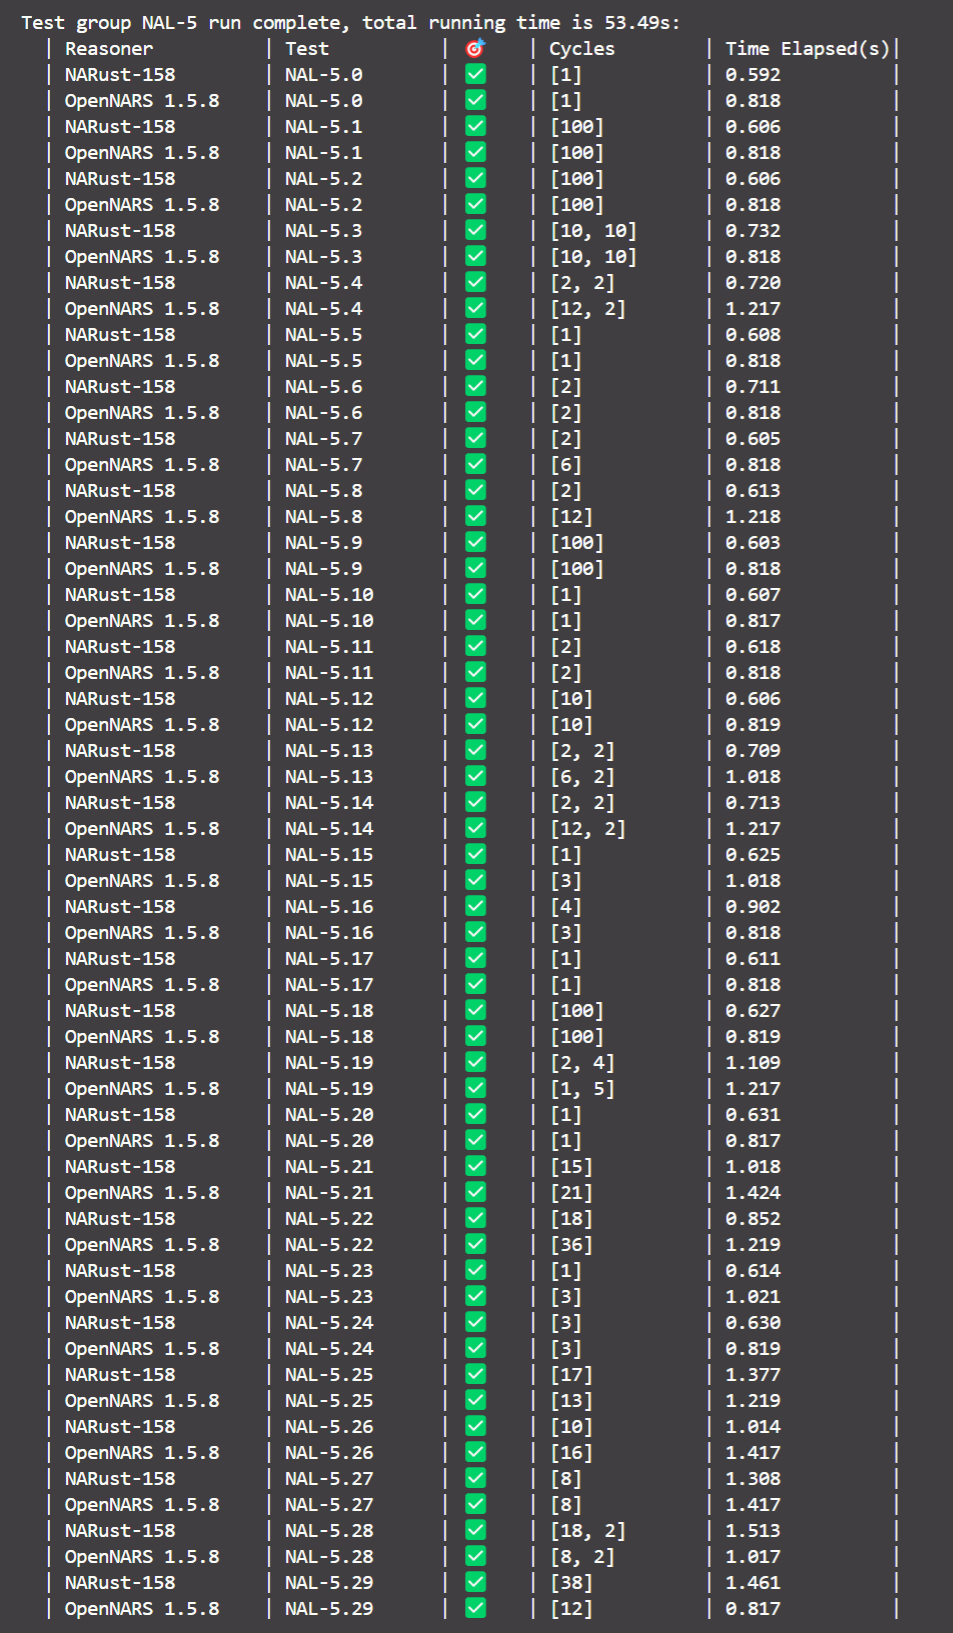 Test group NAL-5 run complete, total running time is 53.49s:
| Reasoner | Test | 🎯 | Cycles | Time Elapsed(s)|
| NARust-158 | NAL-5.0 | ✅ | [1] | 0.592 |
| OpenNARS 1.5.8 | NAL-5.0 | ✅ | [1] | 0.818 |
| NARust-158 | NAL-5.1 | ✅ | [100] | 0.606 |
| OpenNARS 1.5.8 | NAL-5.1 | ✅ | [100] | 0.818 |
| NARust-158 | NAL-5.2 | ✅ | [100] | 0.606 |
| OpenNARS 1.5.8 | NAL-5.2 | ✅ | [100] | 0.818 |
| NARust-158 | NAL-5.3 | ✅ | [10, 10] | 0.732 |
| OpenNARS 1.5.8 | NAL-5.3 | ✅ | [10, 10] | 0.818 |
| NARust-158 | NAL-5.4 | ✅ | [2, 2] | 0.720 |
| OpenNARS 1.5.8 | NAL-5.4 | ✅ | [12, 2] | 1.217 |
| NARust-158 | NAL-5.5 | ✅ | [1] | 0.608 |
| OpenNARS 1.5.8 | NAL-5.5 | ✅ | [1] | 0.818 |
| NARust-158 | NAL-5.6 | ✅ | [2] | 0.711 |
| OpenNARS 1.5.8 | NAL-5.6 | ✅ | [2] | 0.818 |
| NARust-158 | NAL-5.7 | ✅ | [2] | 0.605 |
| OpenNARS 1.5.8 | NAL-5.7 | ✅ | [6] | 0.818 |
| NARust-158 | NAL-5.8 | ✅ | [2] | 0.613 |
| OpenNARS 1.5.8 | NAL-5.8 | ✅ | [12] | 1.218 |
| NARust-158 | NAL-5.9 | ✅ | [100] | 0.603 |
| OpenNARS 1.5.8 | NAL-5.9 | ✅ | [100] | 0.818 |
| NARust-158 | NAL-5.10 | ✅ | [1] | 0.607 |
| OpenNARS 1.5.8 | NAL-5.10 | ✅ | [1] | 0.817 |
| NARust-158 | NAL-5.11 | ✅ | [2] | 0.618 |
| OpenNARS 1.5.8 | NAL-5.11 | ✅ | [2] | 0.818 |
| NARust-158 | NAL-5.12 | ✅ | [10] | 0.606 |
| OpenNARS 1.5.8 | NAL-5.12 | ✅ | [10] | 0.819 |
| NARust-158 | NAL-5.13 | ✅ | [2, 2] | 0.709 |
| OpenNARS 1.5.8 | NAL-5.13 | ✅ | [6, 2] | 1.018 |
| NARust-158 | NAL-5.14 | ✅ | [2, 2] | 0.713 |
| OpenNARS 1.5.8 | NAL-5.14 | ✅ | [12, 2] | 1.217 |
| NARust-158 | NAL-5.15 | ✅ | [1] | 0.625 |
| OpenNARS 1.5.8 | NAL-5.15 | ✅ | [3] | 1.018 |
| NARust-158 | NAL-5.16 | ✅ | [4] | 0.902 |
| OpenNARS 1.5.8 | NAL-5.16 | ✅ | [3] | 0.818 |
| NARust-158 | NAL-5.17 | ✅ | [1] | 0.611 |
| OpenNARS 1.5.8 | NAL-5.17 | ✅ | [1] | 0.818 |
| NARust-158 | NAL-5.18 | ✅ | [100] | 0.627 |
| OpenNARS 1.5.8 | NAL-5.18 | ✅ | [100] | 0.819 |
| NARust-158 | NAL-5.19 | ✅ | [2, 4] | 1.109 |
| OpenNARS 1.5.8 | NAL-5.19 | ✅ | [1, 5] | 1.217 |
| NARust-158 | NAL-5.20 | ✅ | [1] | 0.631 |
| OpenNARS 1.5.8 | NAL-5.20 | ✅ | [1] | 0.817 |
| NARust-158 | NAL-5.21 | ✅ | [15] | 1.018 |
| OpenNARS 1.5.8 | NAL-5.21 | ✅ | [21] | 1.424 |
| NARust-158 | NAL-5.22 | ✅ | [18] | 0.852 |
| OpenNARS 1.5.8 | NAL-5.22 | ✅ | [36] | 1.219 |
| NARust-158 | NAL-5.23 | ✅ | [1] | 0.614 |
| OpenNARS 1.5.8 | NAL-5.23 | ✅ | [3] | 1.021 |
| NARust-158 | NAL-5.24 | ✅ | [3] | 0.630 |
| OpenNARS 1.5.8 | NAL-5.24 | ✅ | [3] | 0.819 |
| NARust-158 | NAL-5.25 | ✅ | [17] | 1.377 |
| OpenNARS 1.5.8 | NAL-5.25 | ✅ | [13] | 1.219 |
| NARust-158 | NAL-5.26 | ✅ | [10] | 1.014 |
| OpenNARS 1.5.8 | NAL-5.26 | ✅ | [16] | 1.417 |
| NARust-158 | NAL-5.27 | ✅ | [8] | 1.308 |
| OpenNARS 1.5.8 | NAL-5.27 | ✅ | [8] | 1.417 |
| NARust-158 | NAL-5.28 | ✅ | [18, 2] | 1.513 |
| OpenNARS 1.5.8 | NAL-5.28 | ✅ | [8, 2] | 1.017 |
| NARust-158 | NAL-5.29 | ✅ | [38] | 1.461 |
| OpenNARS 1.5.8 | NAL-5.29 | ✅ | [12] | 0.817 |